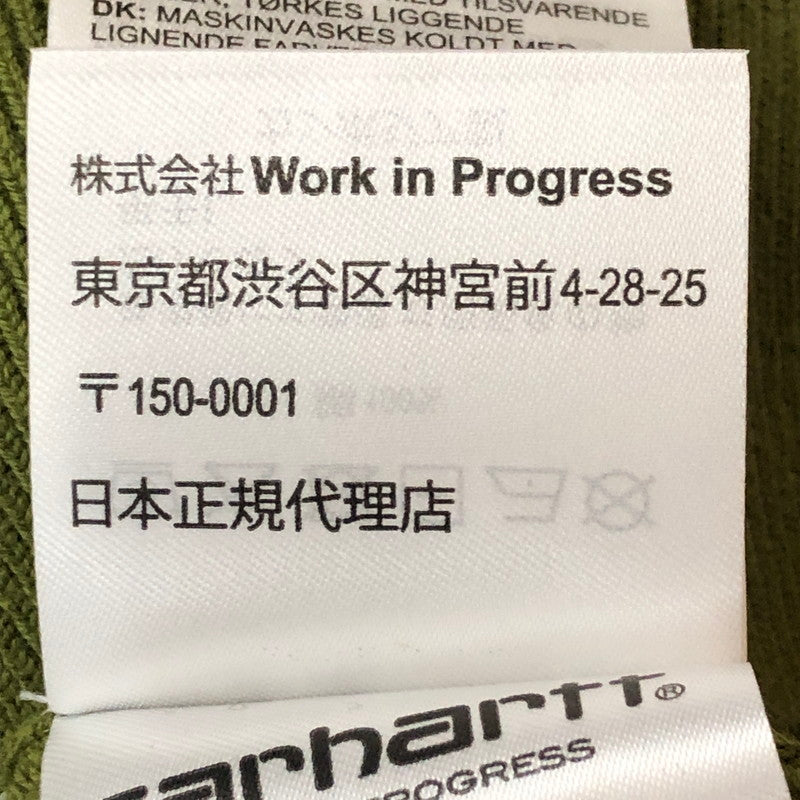 TØRKES LIGGENDE
TILSVARENDE
DK: MASKINVASKES KOLDT MED
LIGNENDE
株式会社Work in Progress
東京都渋谷区神宮前4-28-25
〒150-0001
日本正規代理店
carhartt®
PROGRESS